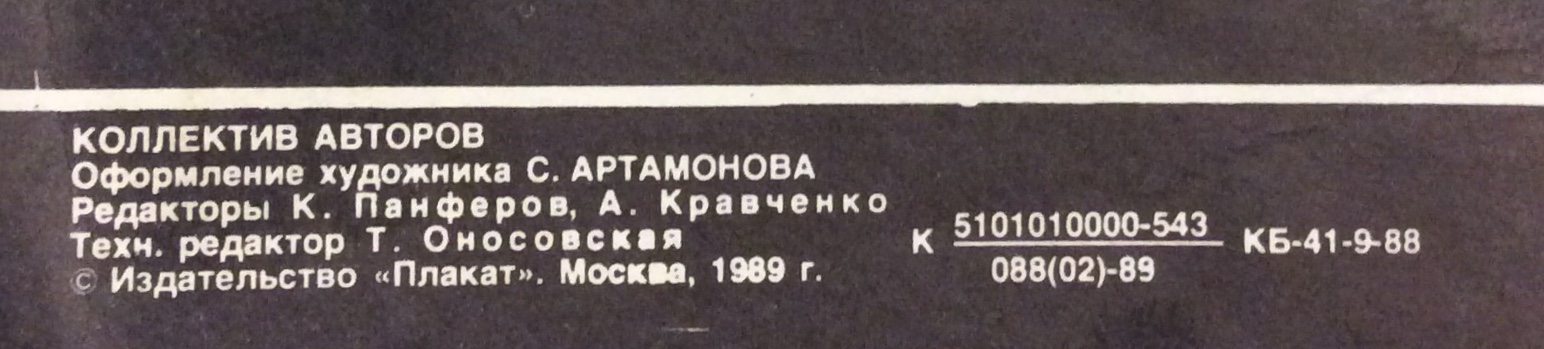 КОЛЛЕКТИВ АВТОРОВ
Оформление художника С. АРТАМОНОВА
Редакторы К. Панферов, А. Кравченко
Техн. редактор Т. Оносовская
© Издательство «Плакат». Москва, 1989 г.
К 5101010000-543 КБ-41-9-88
088(02)-89